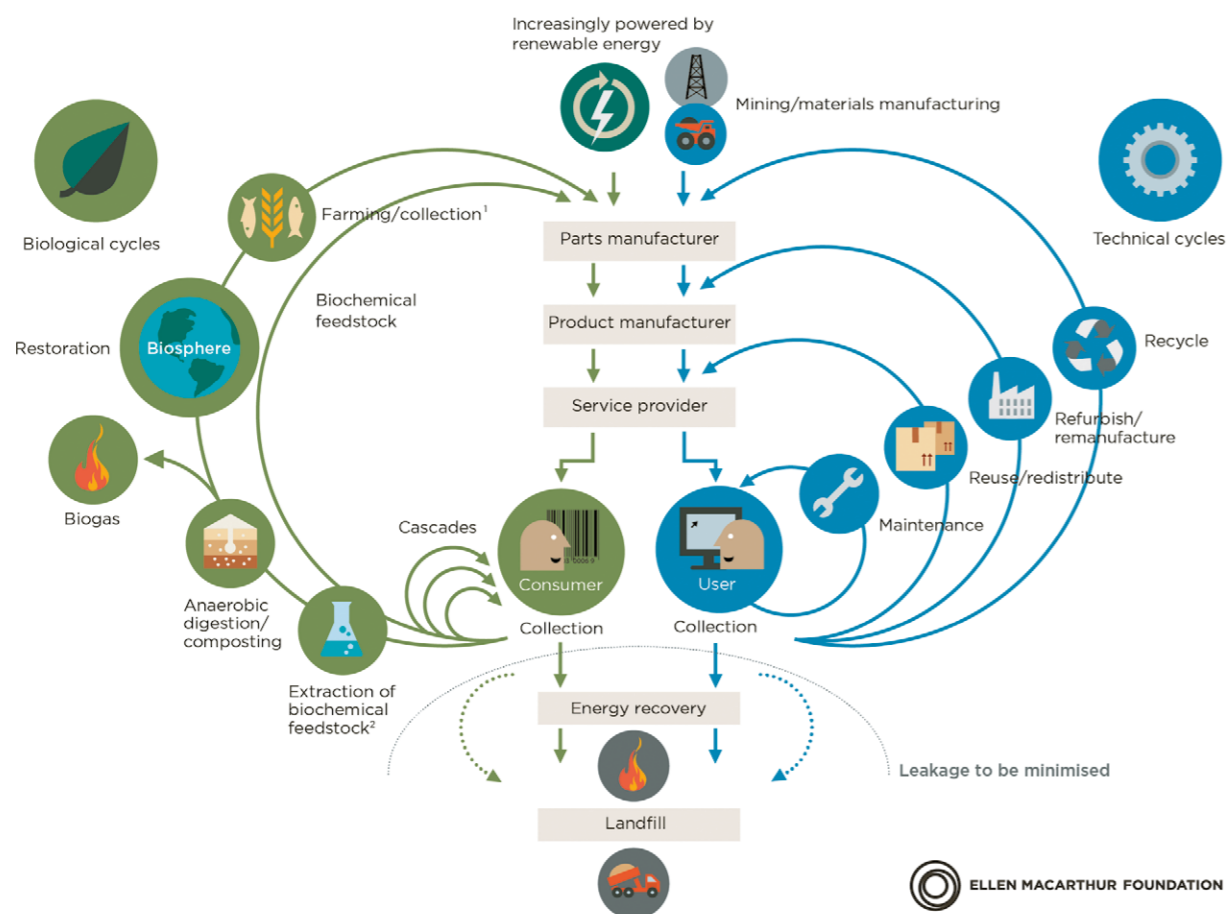 Increasingly powered by
renewable energy
Mining/materials manufacturing
Biological cycles
Technical cycles
Farming/collection¹
Parts manufacturer
Biochemical
feedstock
Product manufacturer
Restoration
Biosphere
Recycle
Service provider
Refurbish/
remanufacture
Reuse/redistribute
Biogas
Cascades
Maintenance
Consumer
User
Anaerobic
digestion/
composting
Collection
Collection
Extraction of
biochemical
feedstock²
Energy recovery
Leakage to be minimised
Landfill
ELLEN MACARTHUR FOUNDATION